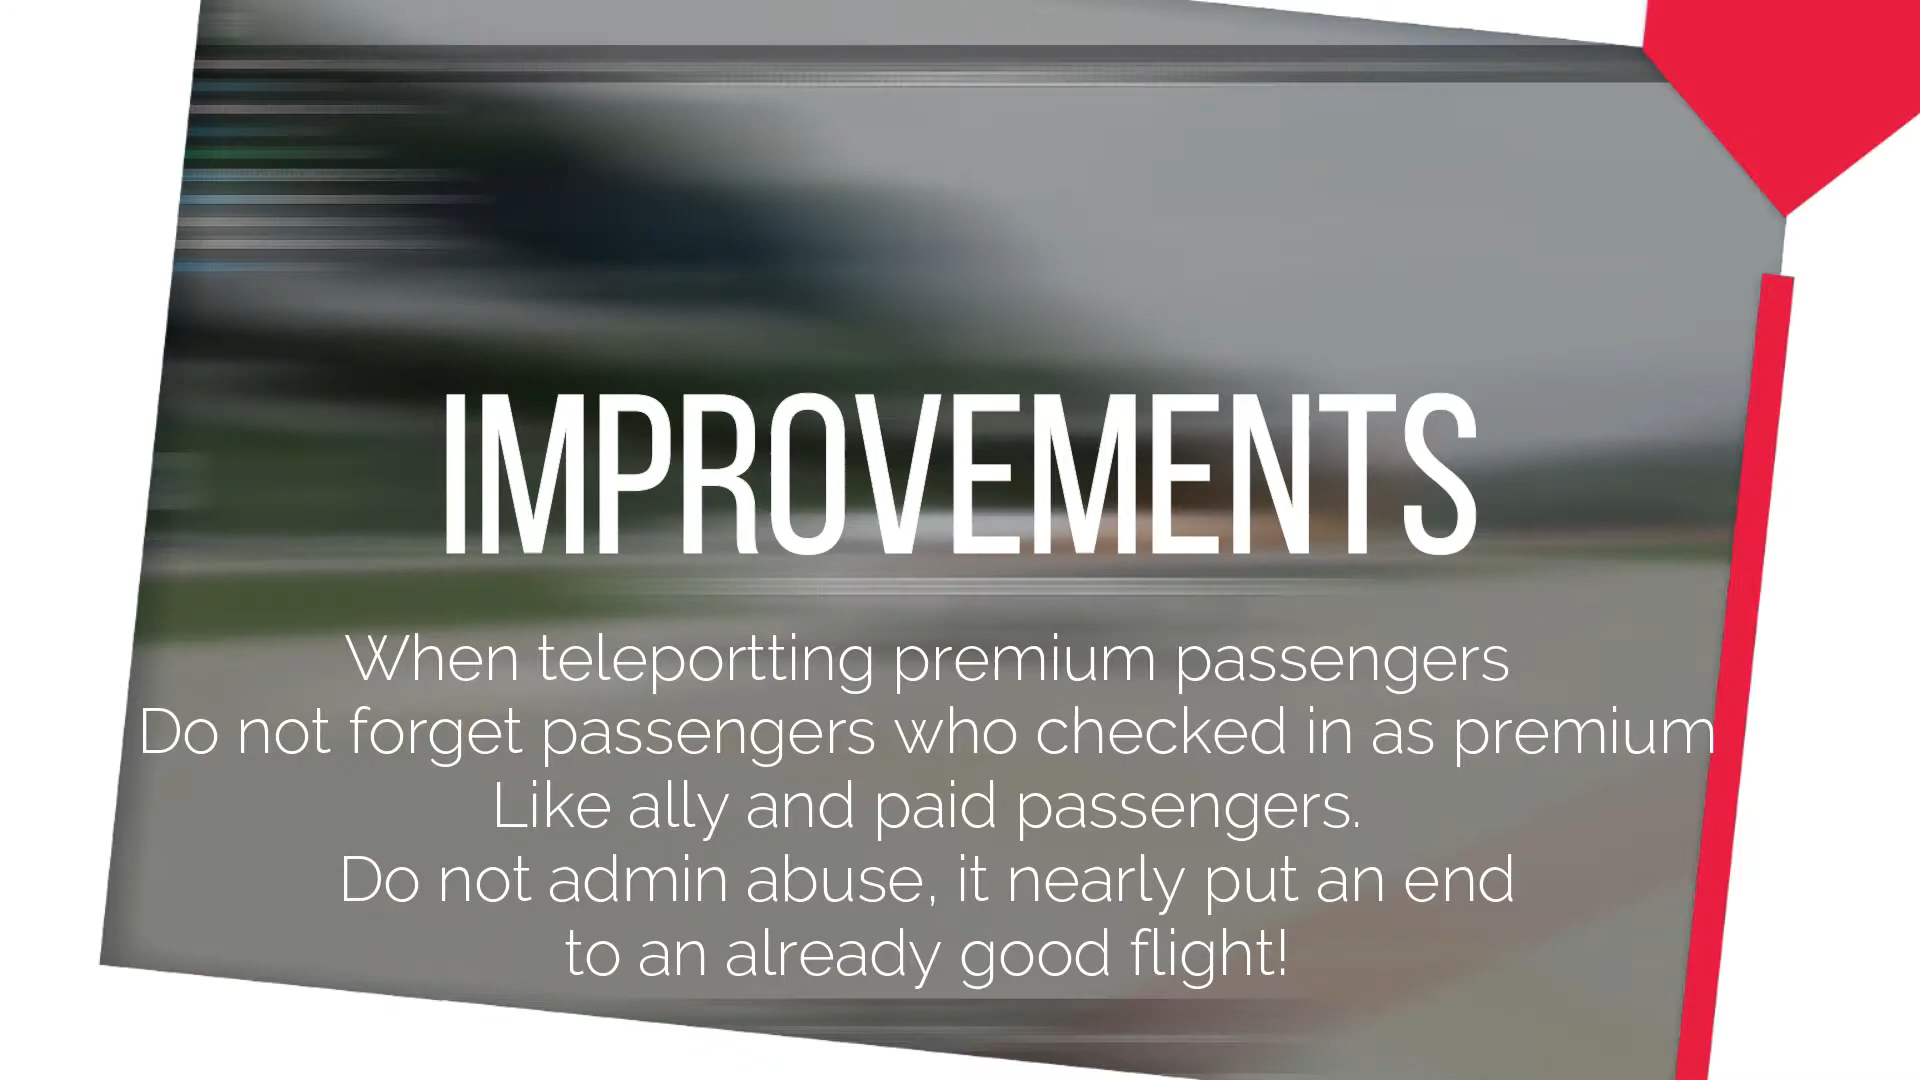 IMPROVEMENTS
When teleportting premium passengers
Do not forget passengers who checked in as premium
Like ally and paid passengers.
Do not admin abuse, it nearly put an end
to an already good flight!